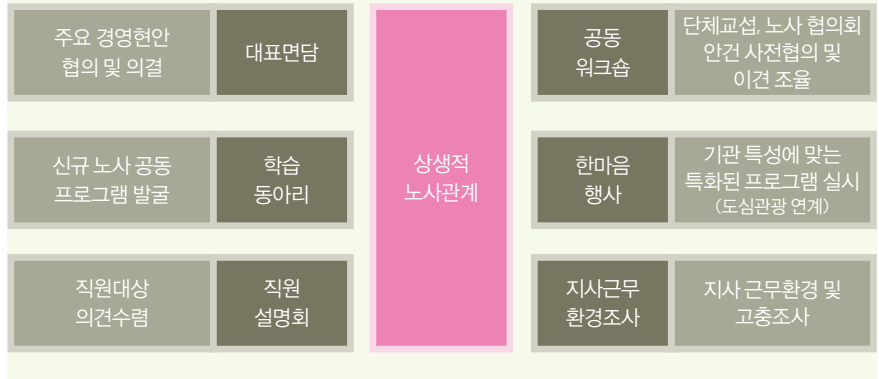 주요 경영현안
협의 및 의결
대표면담
신규 노사 공동
프로그램 발굴
학습
동아리
직원대상
의견수렴
직원
설명회
상생적
노사관계
공동
워크숍
단체교섭, 노사 협의회
안건 사전협의 및
이견 조율
한마음
행사
기관 특성에 맞는
특화된 프로그램 실시
(도심관광 연계)
지사근무
환경조사
지사 근무환경 및
고충조사